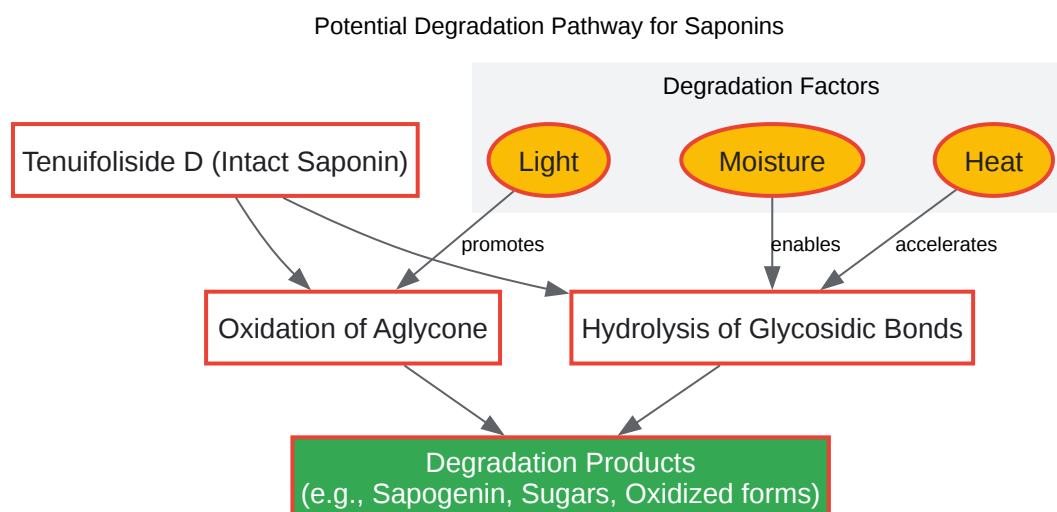 Potential Degradation Pathway for Saponins
Degradation Factors
Tenuifoliside D (Intact Saponin)
Light
Moisture
Heat
promotes
enables
accelerates
Oxidation of Aglycone
Hydrolysis of Glycosidic Bonds
Degradation Products
(e.g., Sapogenin, Sugars, Oxidized forms)